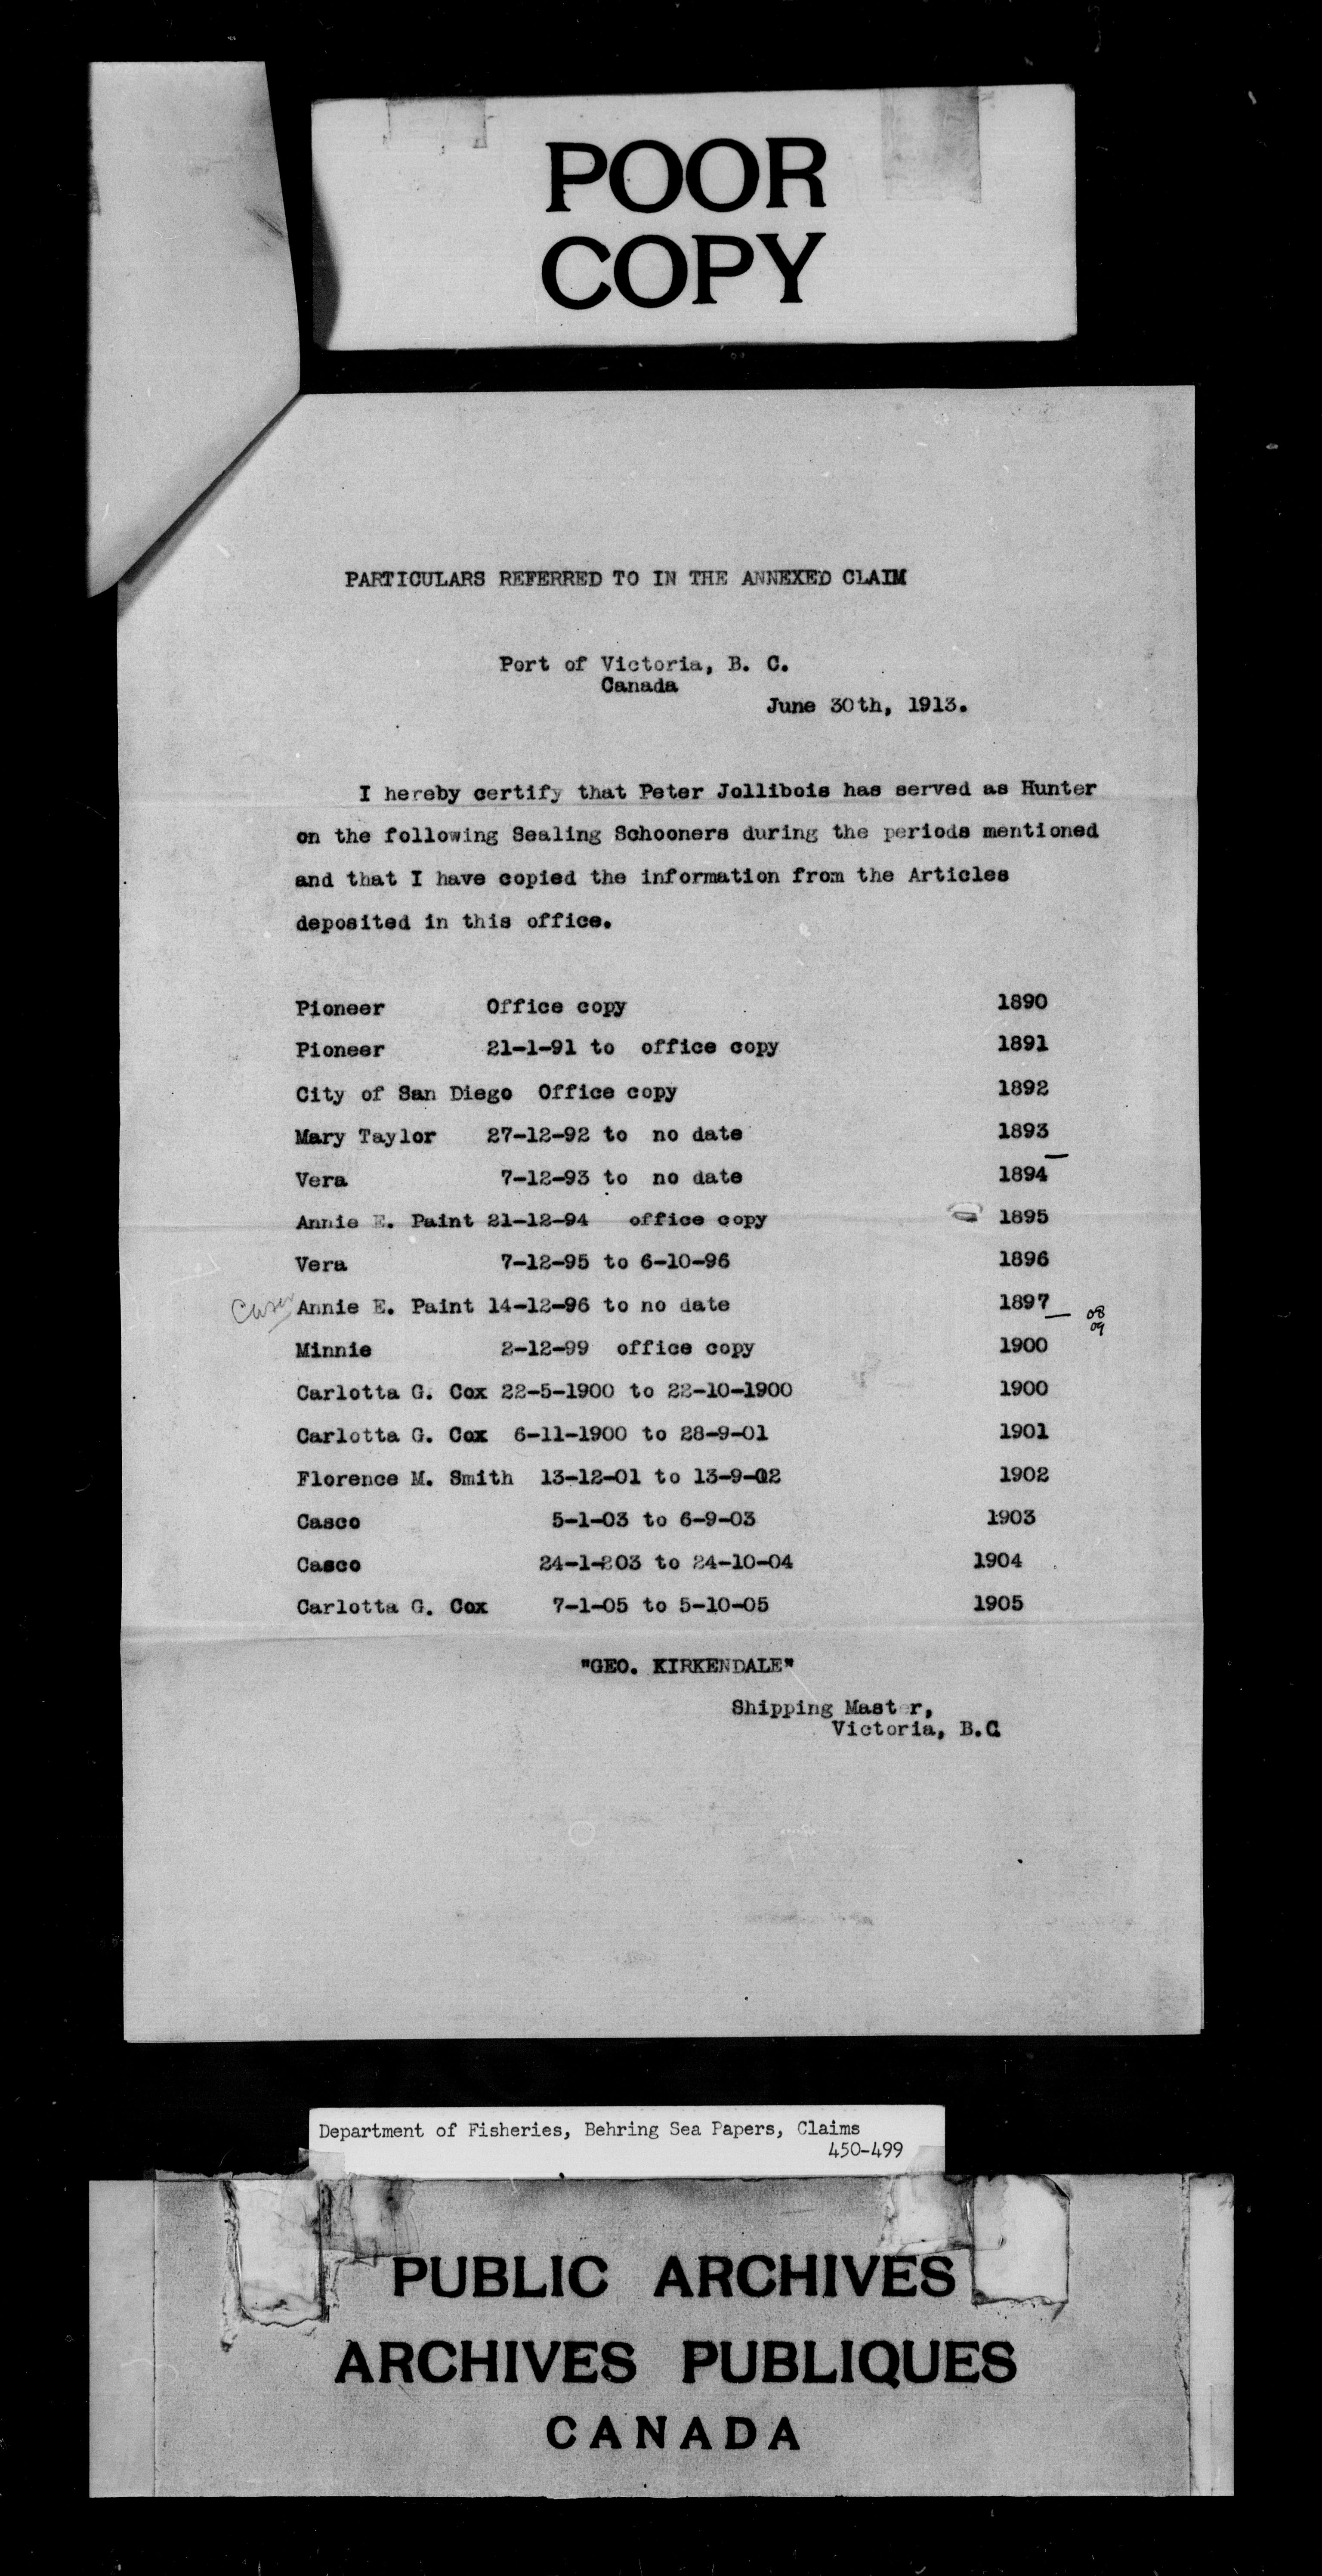 POOR
COPY
PARTICULARS REFERRED TO IN THE ANNEXED CLAIM
Port of Victoria, B. C.
Canada
June 30th, 1913.
I hereby certify that Peter Jollibois has served as Hunter
on the following Sealing Schooners during the periods mentioned
and that I have copied the information from the Articles
deposited in this office.
Pioneer Office copy 1890
Pioneer 21-1-91 to office copy 1891
City of San Diego Office copy 1892
Mary Taylor 27-12-92 to no date 1893
Vera 7-12-93 to no date 1894
Annie E. Paint 21-12-94 office copy 1895
Vera 7-12-95 to 6-10-96 1896
Annie E. Paint 14-12-96 to no date 1897 08
09
Minnie 2-12-99 office copy 1900
Carlotta G. Cox 22-5-1900 to 22-10-1900 1900
Carlotta G. Cox 6-11-1900 to 28-9-01 1901
Florence M. Smith 13-12-01 to 13-9-02 1902
Casco 5-1-03 to 6-9-03 1903
Casco 24-1-203 to 24-10-04 1904
Carlotta G. Cox 7-1-05 to 5-10-05 1905
"GEO. KIRKENDALE"
Shipping Mast r,
Victoria, B.C.
Department of Fisheries, Behring Sea Papers, Claims
450-499
PUBLIC ARCHIVES
ARCHIVES PUBLIQUES
CANADA